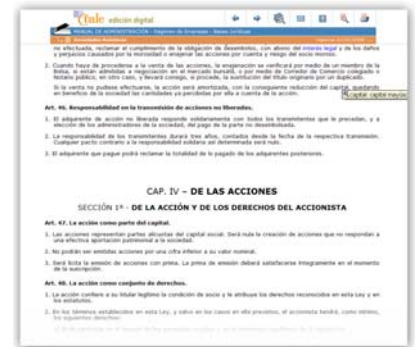 CTale edición digital
MANUAL DE ADMINISTRACIÓN - Régimen de Empresas - Bases Jurídicas
Sociedades Anónimas
no efectuada, reclamar el cumplimiento de la obligación de desembolso, con abono del interés legal y de los daños
y perjuicios causados por la morosidad o enajenar las acciones por cuenta y riesgo del socio moroso.
2. Cuando haya de procederse a la venta de las acciones, la enajenación se verificará por medio de un miembro de la
Bolsa, si están admitidas a negociación en el mercado bursátil, o por medio de Corredor de Comercio colegiado o
Notario público, en otro caso, y llevará consigo, si procede, la sustitución del título originario por un duplicado.
Si la venta no pudiese efectuarse, la acción será amortizada, con la consiguiente reducción del capital, quedando
en beneficio de la sociedad las cantidades ya percibidas por ella a cuenta de la acción.
Art. 46. Responsabilidad en la transmisión de acciones no liberadas.
1. El adquirente de acción no liberada responde solidariamente con todos los transmitentes que le precedan, y a
elección de los administradores de la sociedad, del pago de la parte no desembolsada.
2. La responsabilidad de los transmitentes durará tres años, contados desde la fecha de la respectiva transmisión.
Cualquier pacto contrario a la responsabilidad solidaria así determinada será nulo.
3. El adquirente que pague podrá reclamar la totalidad de lo pagado de los adquirentes posteriores.
CAP. IV – DE LAS ACCIONES
SECCIÓN 1ª - DE LA ACCIÓN Y DE LOS DERECHOS DEL ACCIONISTA
Art. 47. La acción como parte del capital.
1. Las acciones representan partes alícuotas del capital social. Será nula la creación de acciones que no respondan a
una efectiva aportación patrimonial a la sociedad.
2. No podrán ser emitidas acciones por una cifra inferior a su valor nominal.
3. Será lícita la emisión de acciones con prima. La prima de emisión deberá satisfacerse íntegramente en el momento
de la suscripción.
Art. 48. La acción como conjunto de derechos.
1. La acción confiere a su titular legítimo la condición de socio y le atribuye los derechos reconocidos en esta Ley y en
los estatutos.
2. En los términos establecidos en esta Ley, y salvo en los casos en ella previstos, el accionista tendrá, como mínimo,
los siguientes derechos: